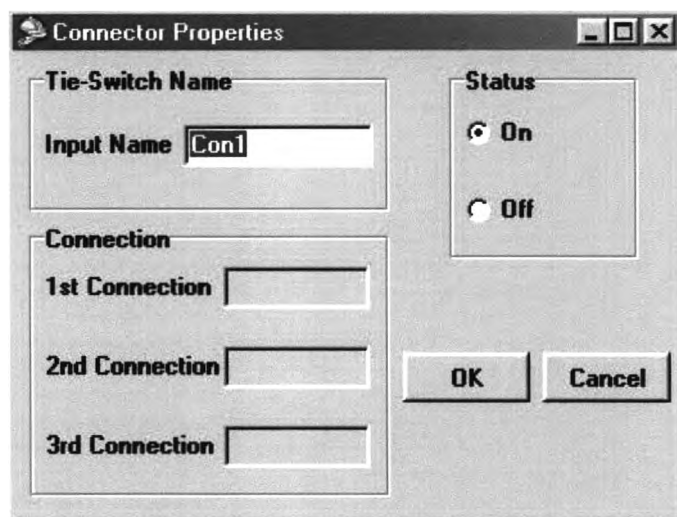 Connector Properties
Tie-Switch Name
Input Name Con1
Status
On
Off
Connection
1st Connection
2nd Connection
3rd Connection
OK Cancel